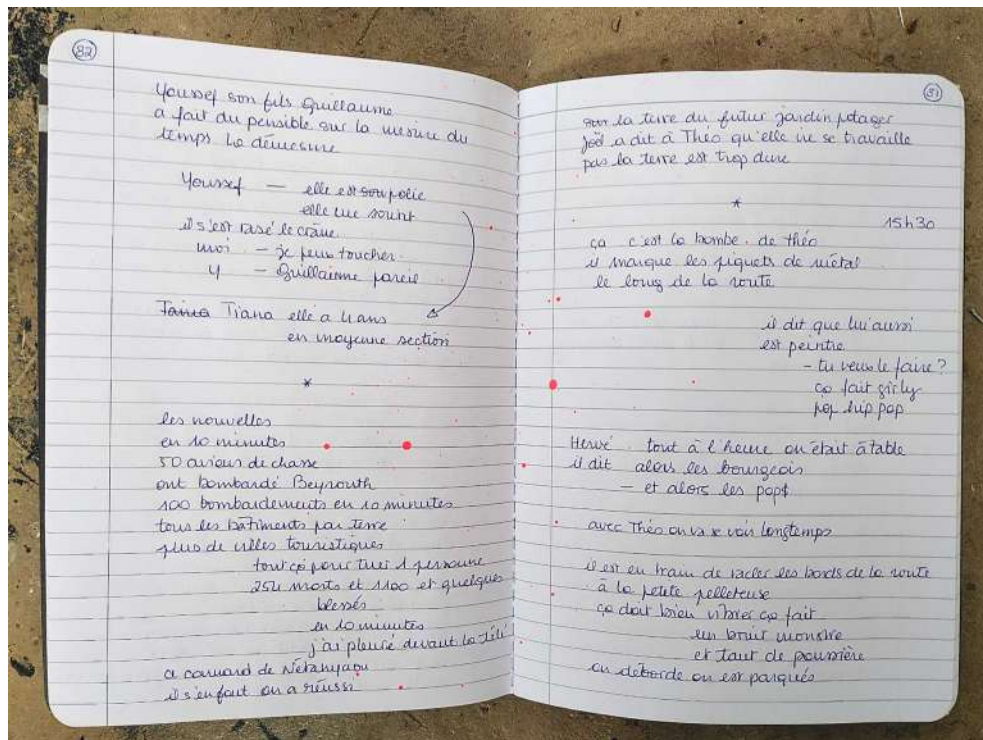 82
Youssef son fils Guillaume
a fait du pensible sur la mesure du
temps la démesure
Youssef — elle est polie
elle me sourit
il s'est rasé le crâne
moi - je peux toucher
Y - Guillaume pareil
Taina Tiana elle a 4 ans
en moyenne section
*
les nouvelles
en 10 minutes
50 avions de chasse
ont bombardé Beyrouth
100 bombardements en 10 minutes
tous les bâtiments par terre
plus de villes touristiques
tout ça pour tuer 1 personne
254 morts et 1100 et quelques
blessés
en 10 minutes
j'ai pleuré devant la télé
ce connard de Nétanyaou
il s'en fout on a réussi
81
sur la terre du futur jardin potager
Joël a dit à Théo qu'elle ne se travaille
pas la terre est trop dure
*
15h30
ça c'est la bombe de théo
il marque les piquets de métal
le long de la route
il dit que lui aussi
est peintre
- tu veux le faire ?
ça fait girly
pop hip pop
Hervé tout à l'heure on était à table
il dit alors les bourgeois
- et alors les pops
avec Théo on va se voir longtemps
il est en train de racler les bords de la route
à la petite pelleteuse
ça doit bien vibrer ça fait
un bruit monstre
et tant de poussière
on déborde on est parqués